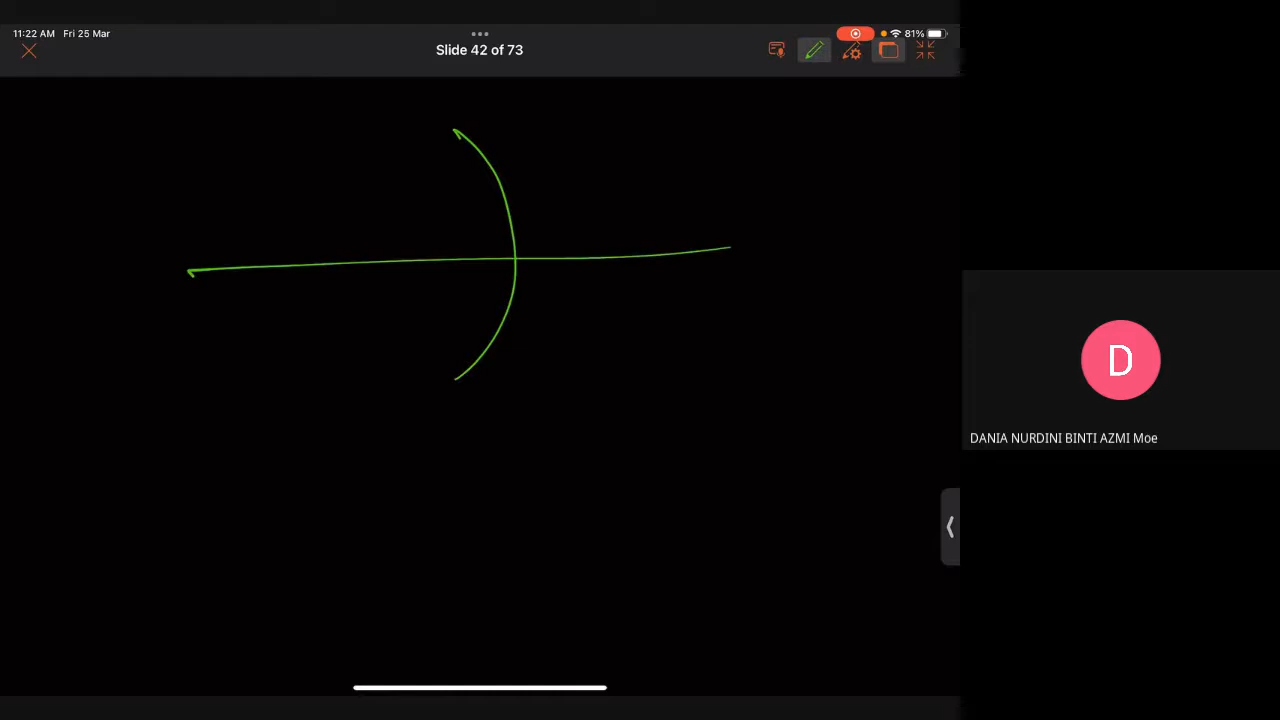 11:22 AM Fri 25 Mar
81%
Slide 42 of 73
D
DANIA NURDINI BINTI AZMI Moe